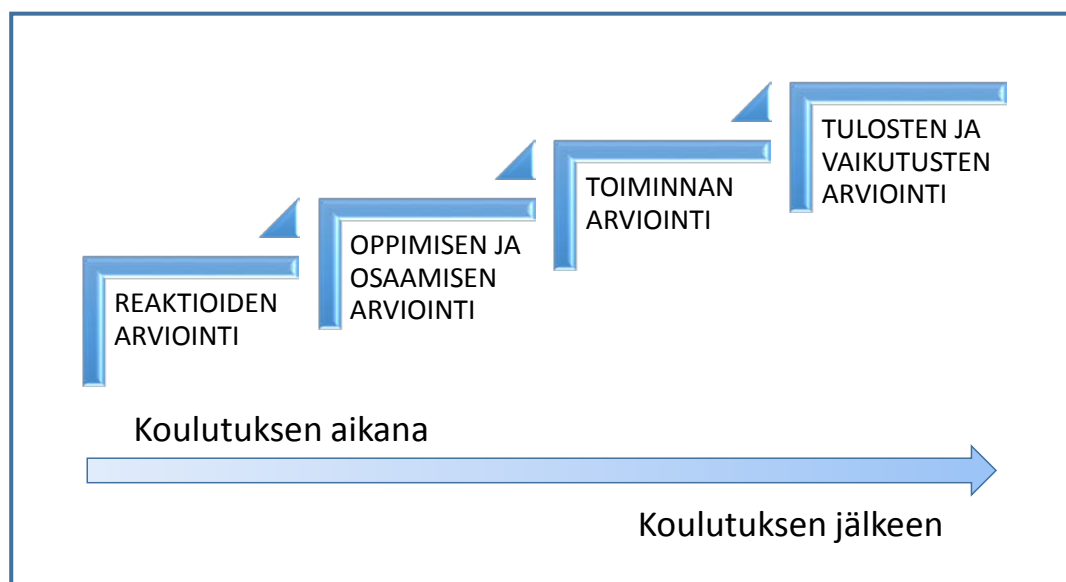 REAKTIOIDEN
ARVIOINTI
OPPIMISEN JA
OSAAMISEN
ARVIOINTI
TOIMINNAN
ARVIOINTI
TULOSTEN JA
VAIKUTUSTEN
ARVIOINTI
Koulutuksen aikana
Koulutuksen jälkeen